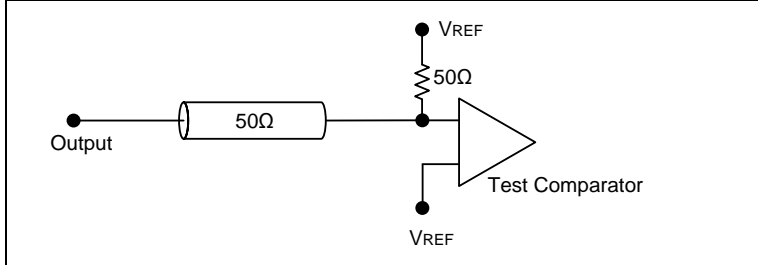 VREF
50Ω
50Ω
Output
Test Comparator
VREF